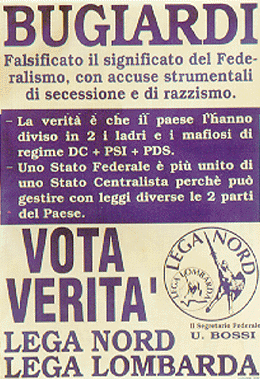 BUGIARDI
Falsificato il significato del Fede-
ralismo, con accuse strumentali
di secessione e di razzismo.
- La verità è che il paese l'hanno
diviso in 2 i ladri e i mafiosi di
regime DC + PSI + PDS.
- Uno Stato Federale è più unito di
uno Stato Centralista perchè può
gestire con leggi diverse le 2 parti
del Paese.
VOTA
VERITA'
LEGA NORD
LEGA LOMBARDA
Il Segretario Federale
U. BOSSI
LEGA NORD
LEGA LOMBARDA